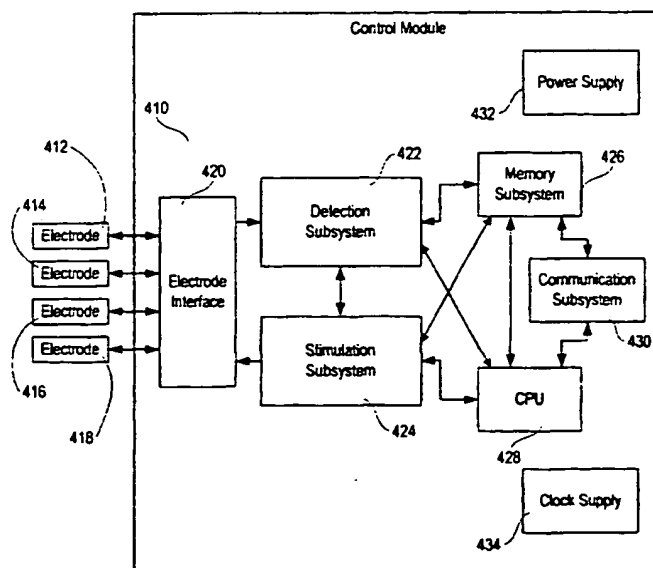 Control Module
Power Supply
432
410
412
420
422
Memory
Subsystem
426
414
Detection
Subsystem
Electrode
Electrode
Electrode
Interface
Communication
Subsystem
430
Electrode
Stimulation
Subsystem
Electrode
416
418
424
CPU
428
Clock Supply
434